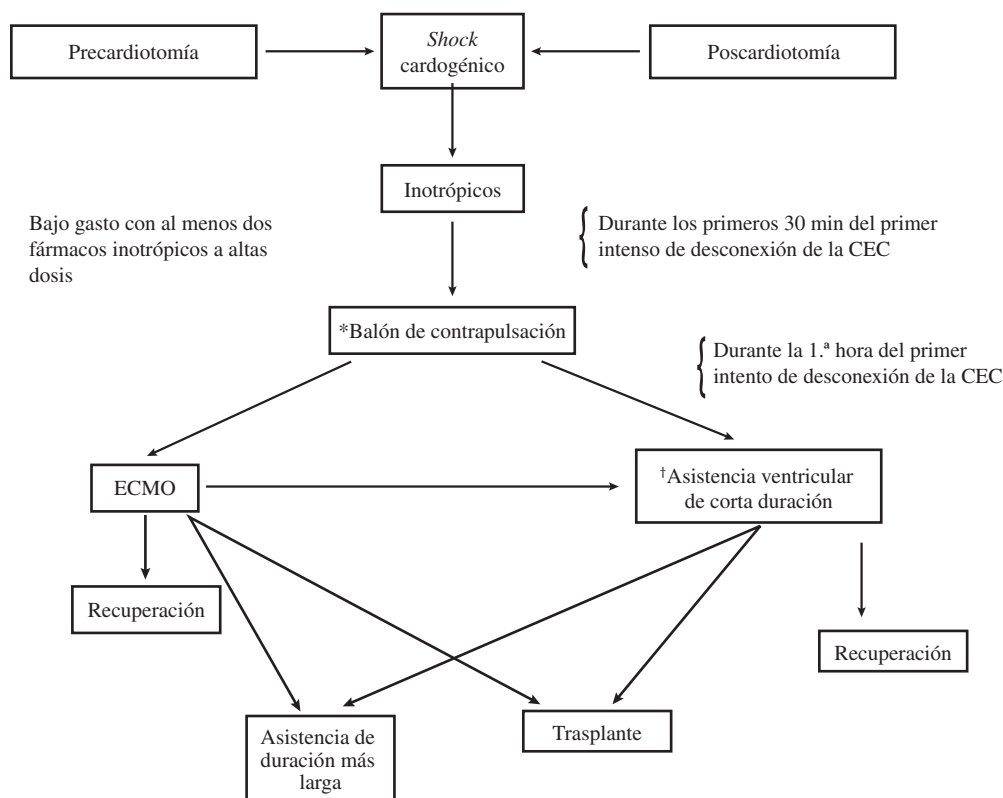 Precardiotomía
Shock
cardogénico
Poscardiotomía
Inotrópicos
Bajo gasto con al menos dos
fármacos inotrópicos a altas
dosis
Durante los primeros 30 min del primer
intenso de desconexión de la CEC
*Balón de contrapulsación
Durante la 1.ª hora del primer
intento de desconexión de la CEC
ECMO
†Asistencia ventricular
de corta duración
Recuperación
Recuperación
Asistencia de
duración más
larga
Trasplante